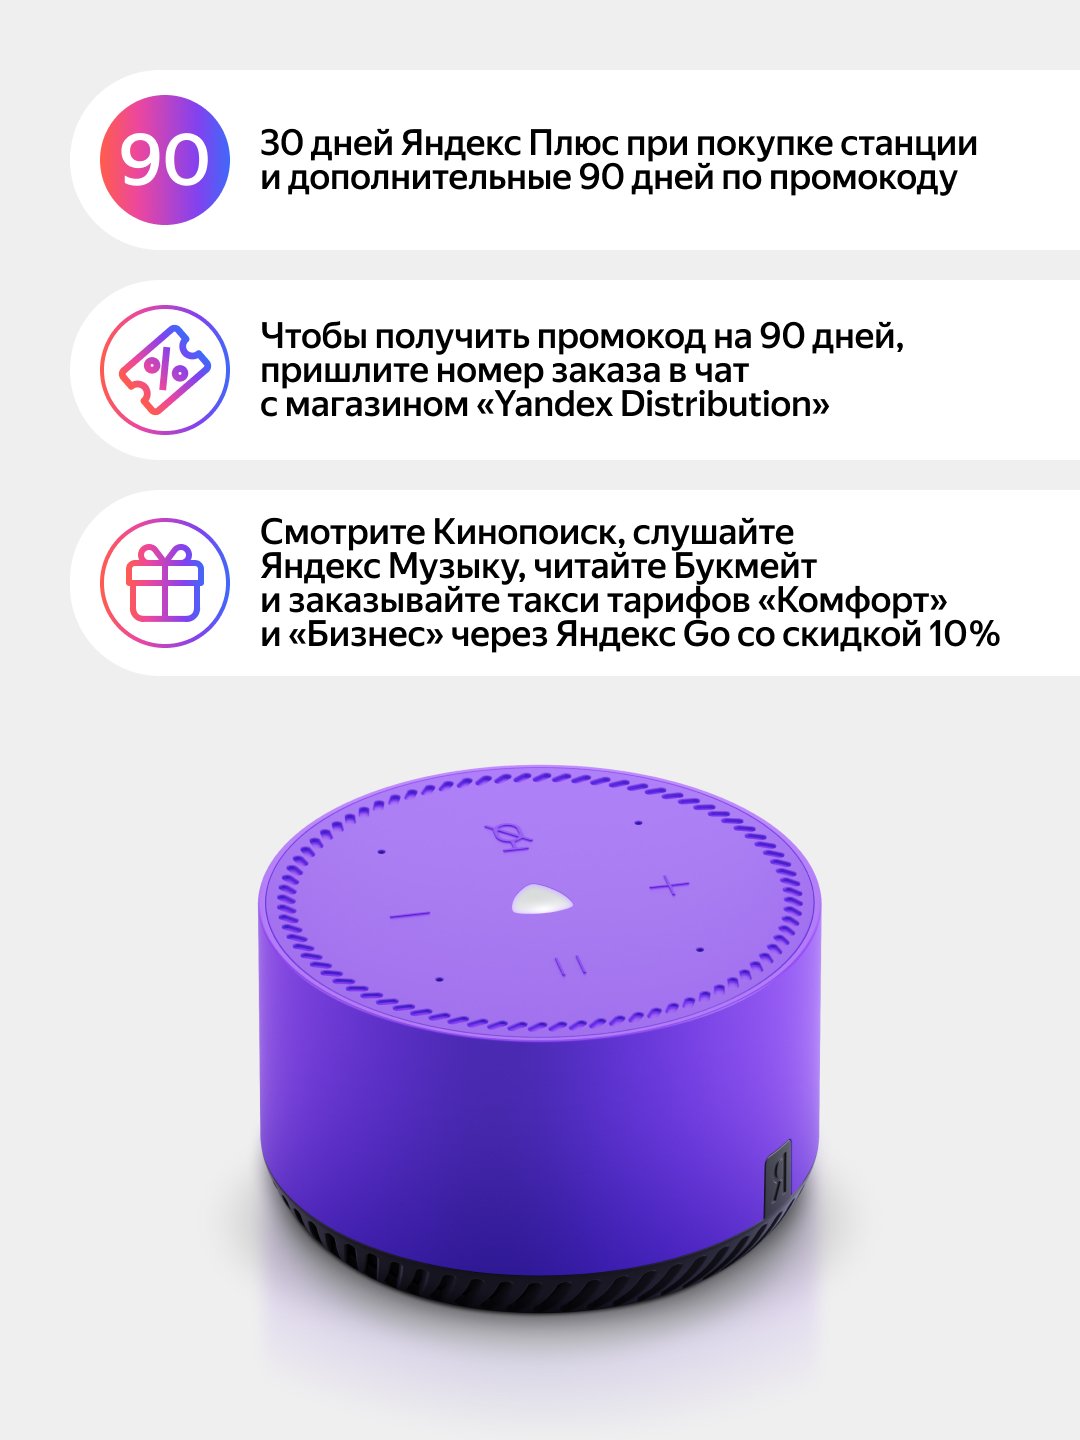 90
30 дней Яндекс Плюс при покупке станции
и дополнительные 90 дней по промокоду
%
Чтобы получить промокод на 90 дней,
пришлите номер заказа в чат
с магазином «Yandex Distribution»
Смотрите Кинопоиск, слушайте
Яндекс Музыку, читайте Букмейт
и заказывайте такси тарифов «Комфорт»
и «Бизнес» через Яндекс Go со скидкой 10%
Я